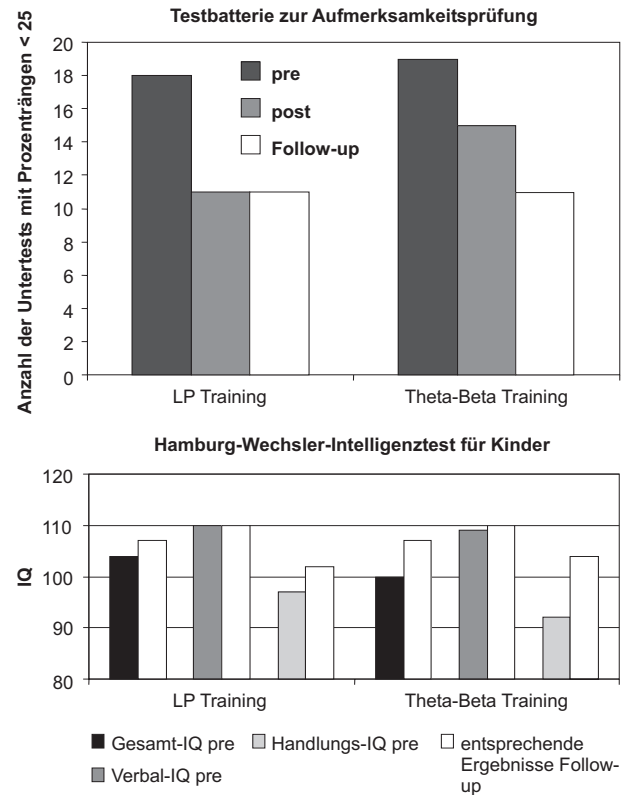 Testbatterie zur Aufmerksamkeitsprüfung
Anzahl der Untertests mit Prozenträngen < 25
20
18
16
14
12
10
8
6
4
2
0
pre
post
Follow-up
LP Training
Theta-Beta Training
Hamburg-Wechsler-Intelligenztest für Kinder
IQ
120
110
100
90
80
LP Training
Theta-Beta Training
Gesamt-IQ pre
Handlungs-IQ pre
entsprechende
Ergebnisse Follow-
up
Verbal-IQ pre